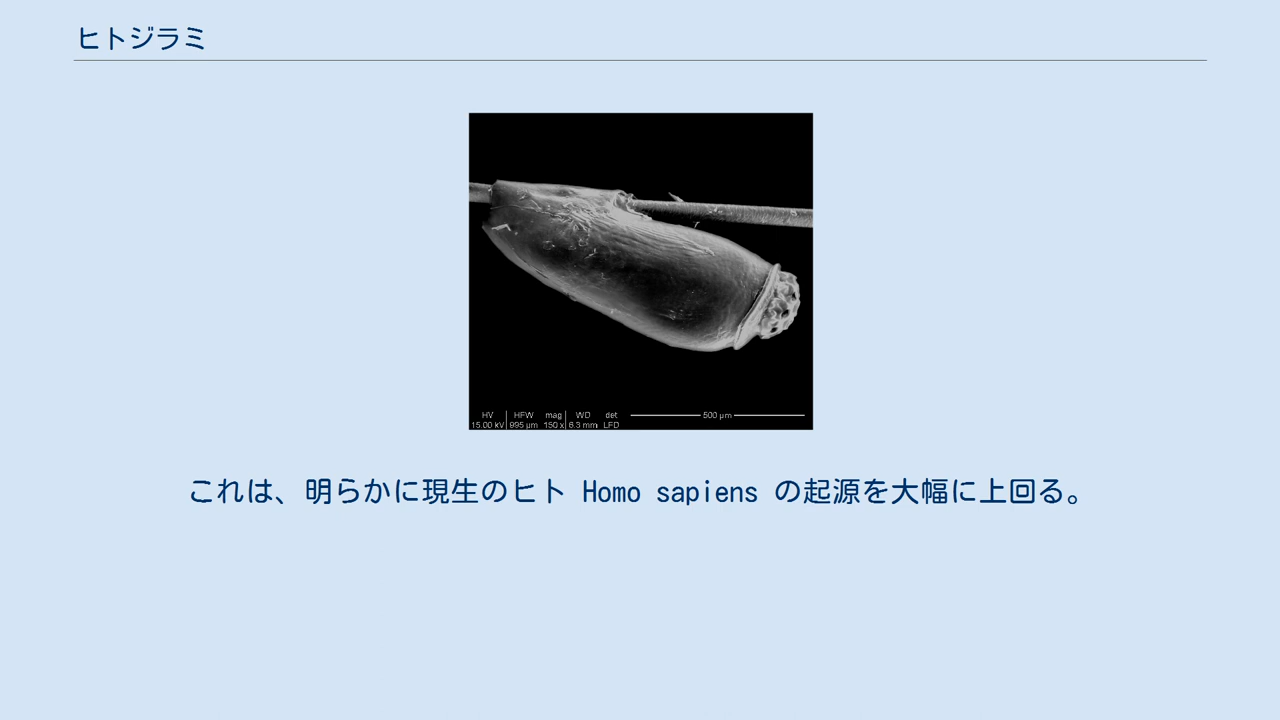 ヒトジラミ
HV HFW mag WD det 500 µm
15.00 kV 995 µm 150 x 6.3 mm LFD
これは、明らかに現生のヒト Homo sapiens の起源を大幅に上回る。